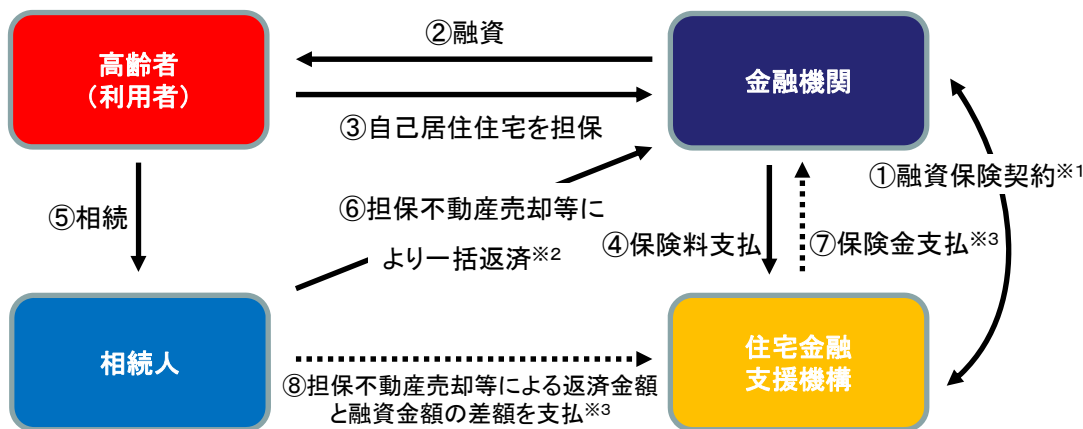 ②融資
高齢者
（利用者）
金融機関
③自己居住住宅を担保
①融資保険契約※1
⑤相続
⑥担保不動産売却等に
より一括返済※2
④保険料支払
⑦保険金支払※3
相続人
住宅金融
支援機構
⑧担保不動産売却等による返済金額
と融資金額の差額を支払※3